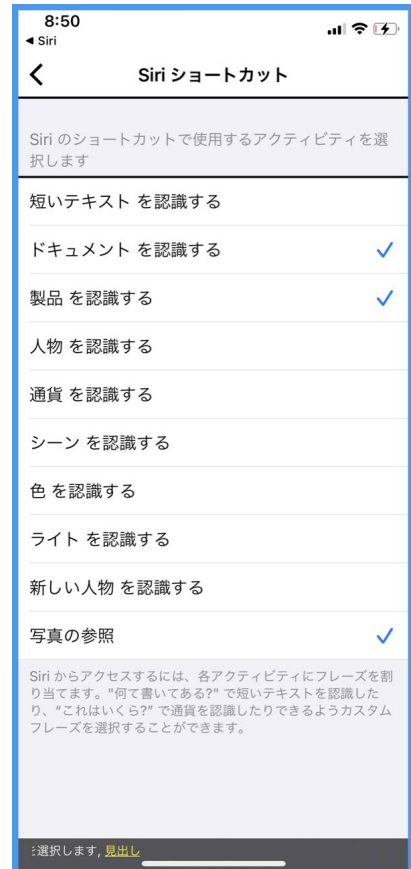 8:50
◀ Siri
Siri ショートカット
Siri のショートカットで使用するアクティビティを選
択します
短いテキスト を認識する
ドキュメント を認識する
製品 を認識する
人物 を認識する
通貨 を認識する
シーン を認識する
色 を認識する
ライト を認識する
新しい人物 を認識する
写真の参照
Siri からアクセスするには、各アクティビティにフレーズを割
り当てます。"何て書いてある?" で短いテキストを認識した
り、"これはいくら?" で通貨を認識したりできるようカスタム
フレーズを選択することができます。
を選択します, 見出し